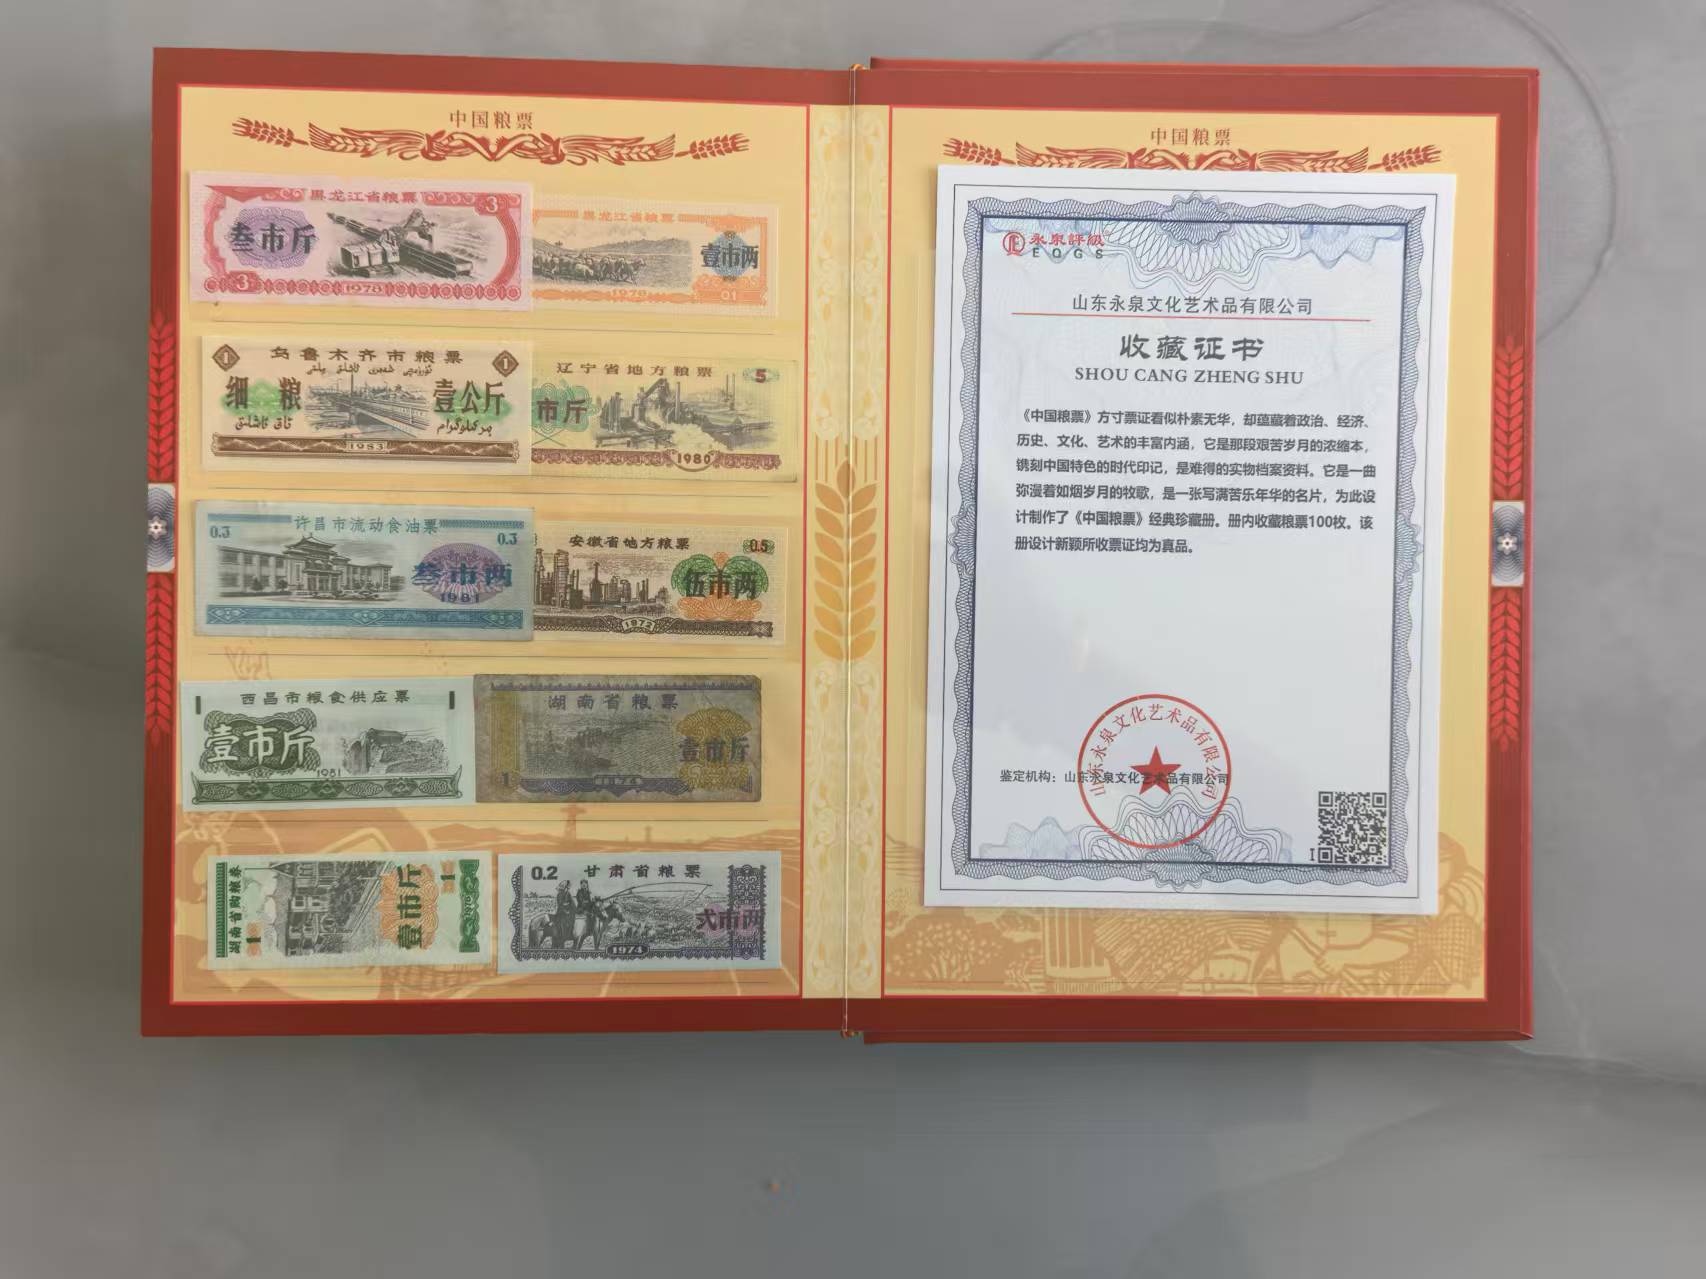 中国粮票
黑龙江省粮票
3
叁市斤
3
1978
黑龙江省粮票
壹市两
1978
0.1
乌鲁木齐市粮票
1
1
细粮
壹公斤
1983
辽宁省地方粮票
5
市斤
1980
许昌市流动食油票
0.3
0.3
叁市两
1981
安徽省地方粮票
0.5
伍市两
1972
西昌市粮食供应票
1
1
壹市斤
1981
湖南省粮票
壹市斤
1
1974
湖南省购粮券
1
壹市斤
1
0.2
甘肃省粮票
弍市两
1974
中国粮票
永泉評級
EQGS
山东永泉文化艺术品有限公司
收藏证书
SHOU CANG ZHENG SHU
《中国粮票》方寸票证看似朴素无华，却蕴藏着政治、经济、
历史、文化、艺术的丰富内涵，它是那段艰苦岁月的浓缩本，
镌刻中国特色的时代印记，是难得的实物档案资料。它是一曲
弥漫着如烟岁月的牧歌，是一张写满苦乐年华的名片，为此设
计制作了《中国粮票》经典珍藏册。册内收藏粮票100枚。该
册设计新颖所收票证均为真品。
山东永泉文化艺术品有限公司
鉴定机构：山东永泉文化艺术品有限公司